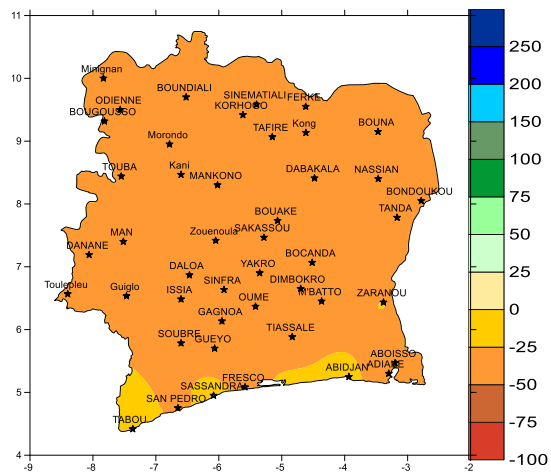 11
10
9
8
7
6
5
4
-9 -8 -7 -6 -5 -4 -3 -2
Minignan
ODIENNE
BOUGOUSSO
BOUNDIALI
SINEMATIALI
FERKE
KORHOGO
TAFIRE
Kong
BOUNA
Morondo
TOUBA
Kani
MANKONO
DABAKALA
NASSIAN
BONDOUKOU
TANDA
BOUAKE
SAKASSOU
Zouenoula
MAN
DANANE
BOCANDA
YAKRO
DALOA
Toulepleu
Guiglo
ISSIA
SINFRA
DIMBOKRO
M'BATTO
OUME
ZARANOU
GAGNOA
TIASSALE
SOUBRE
GUEYO
ABOISSO
ADIAKE
ABIDJAN
FRESCO
SASSANDRA
SAN PEDRO
TABOU
250
200
150
100
75
50
25
0
-25
-50
-75
-100